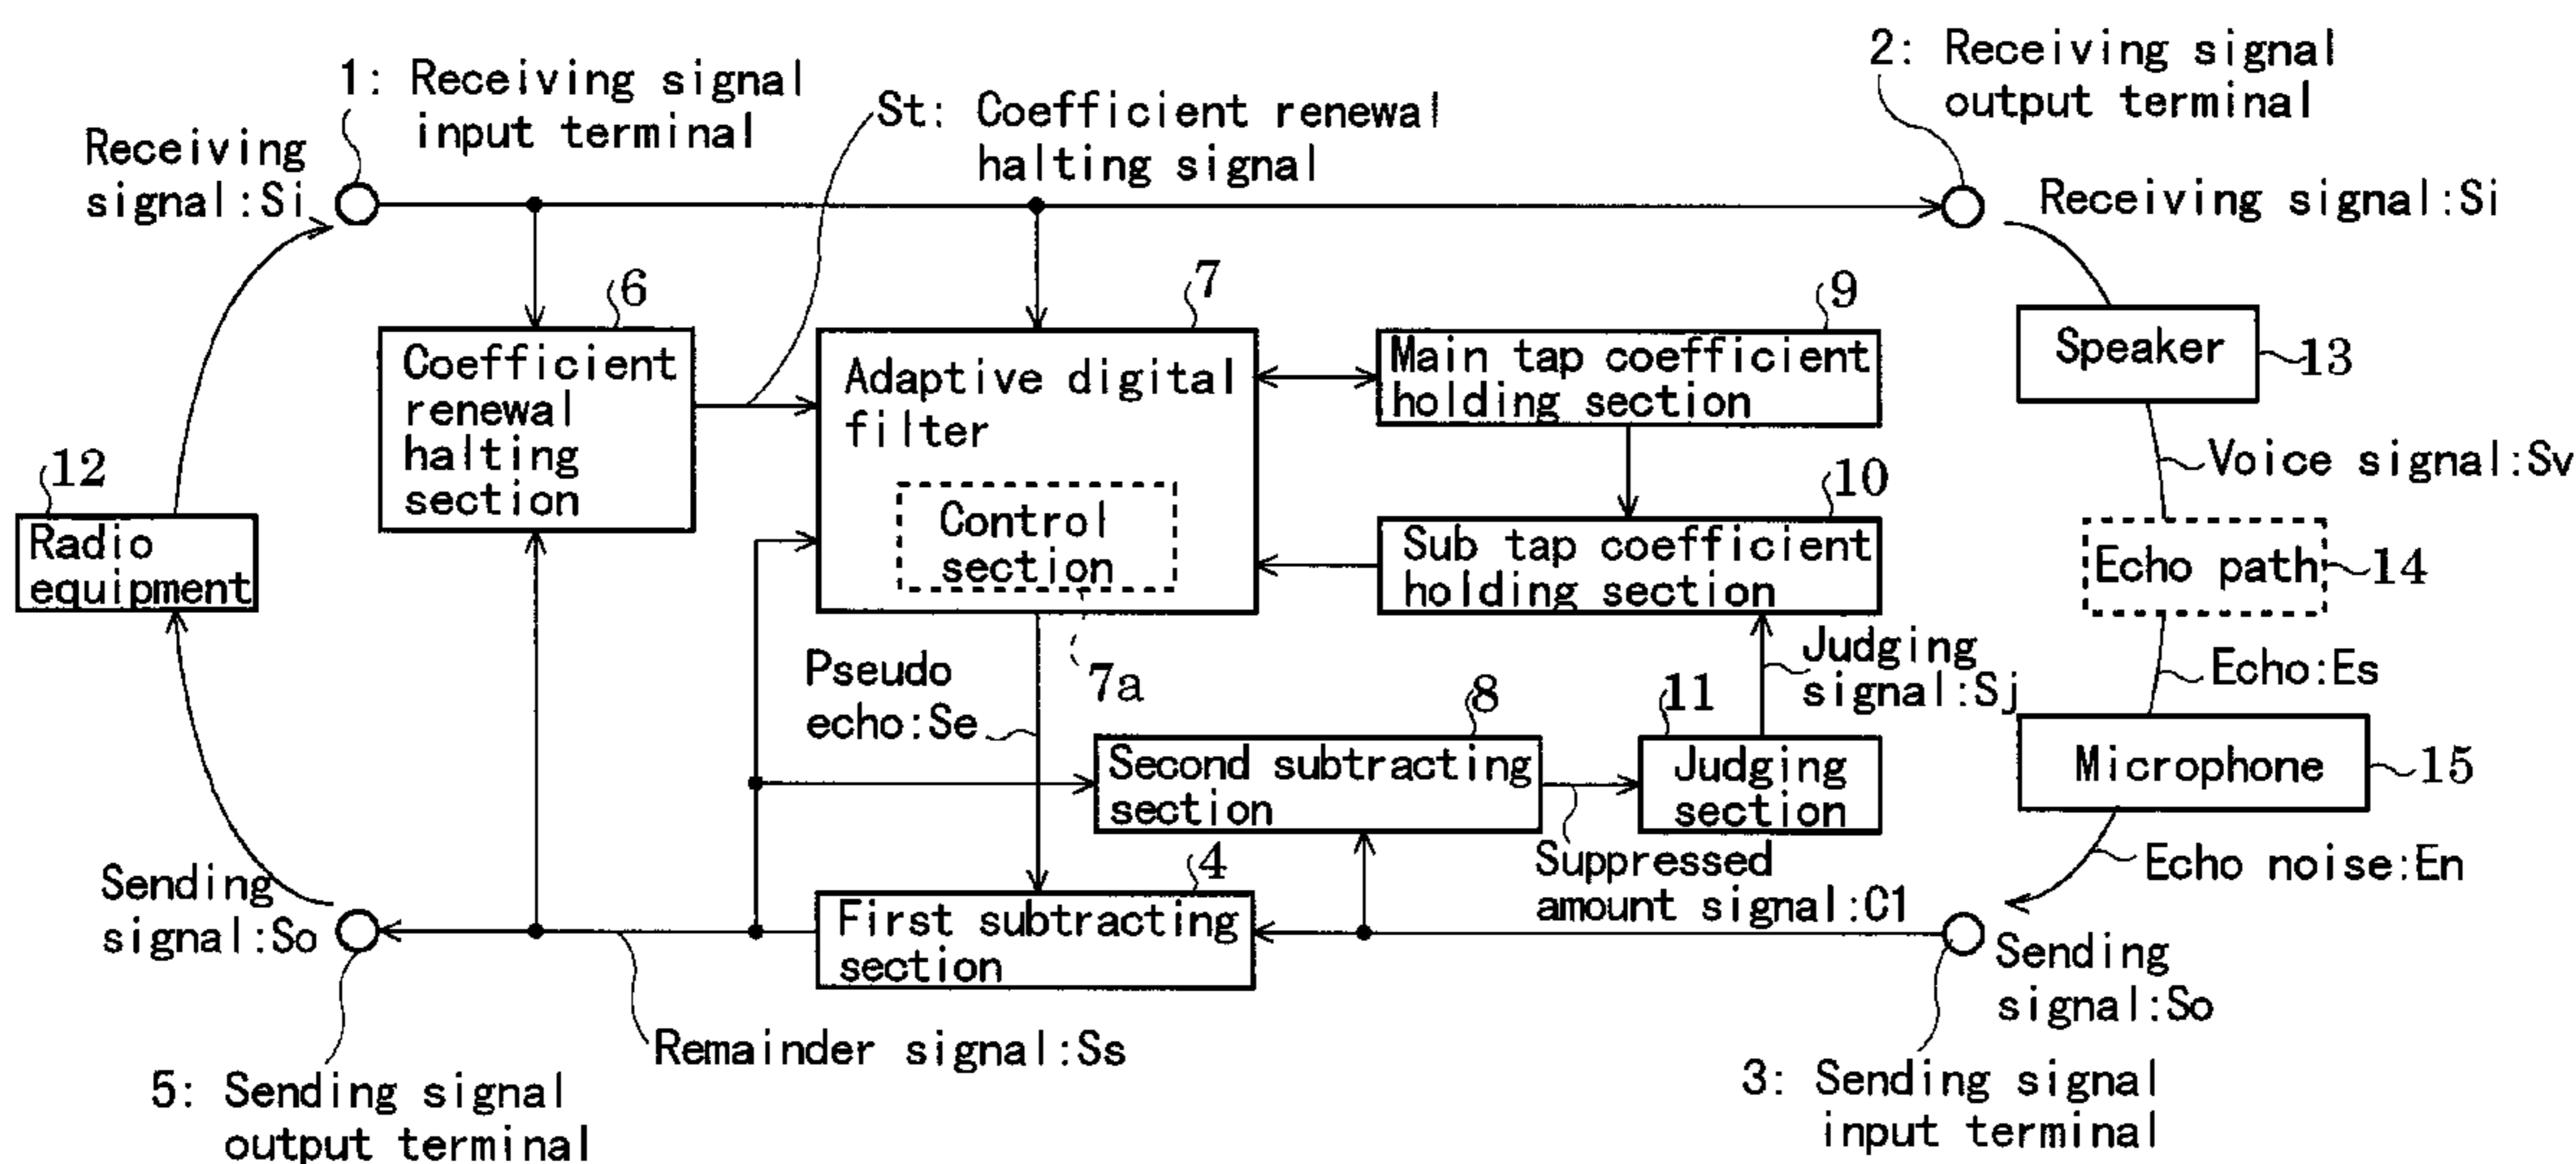 1: Receiving signal
input terminal
2: Receiving signal
output terminal
St: Coefficient renewal
halting signal
Receiving
signal:Si
Receiving signal:Si
6
7
9
Coefficient
renewal
halting
section
Adaptive digital
filter
Main tap coefficient
holding section
Speaker
13
Voice signal:Sv
12
Radio
equipment
Control
section
7a
10
Sub tap coefficient
holding section
Echo path
14
Judging
signal:Sj
Echo:Es
Pseudo
echo:Se
8
Second subtracting
section
11
Judging
section
Microphone
15
Suppressed
amount signal:C1
Echo noise:En
4
First subtracting
section
Sending
signal:So
Sending
signal:So
Remainder signal:Ss
5: Sending signal
output terminal
3: Sending signal
input terminal